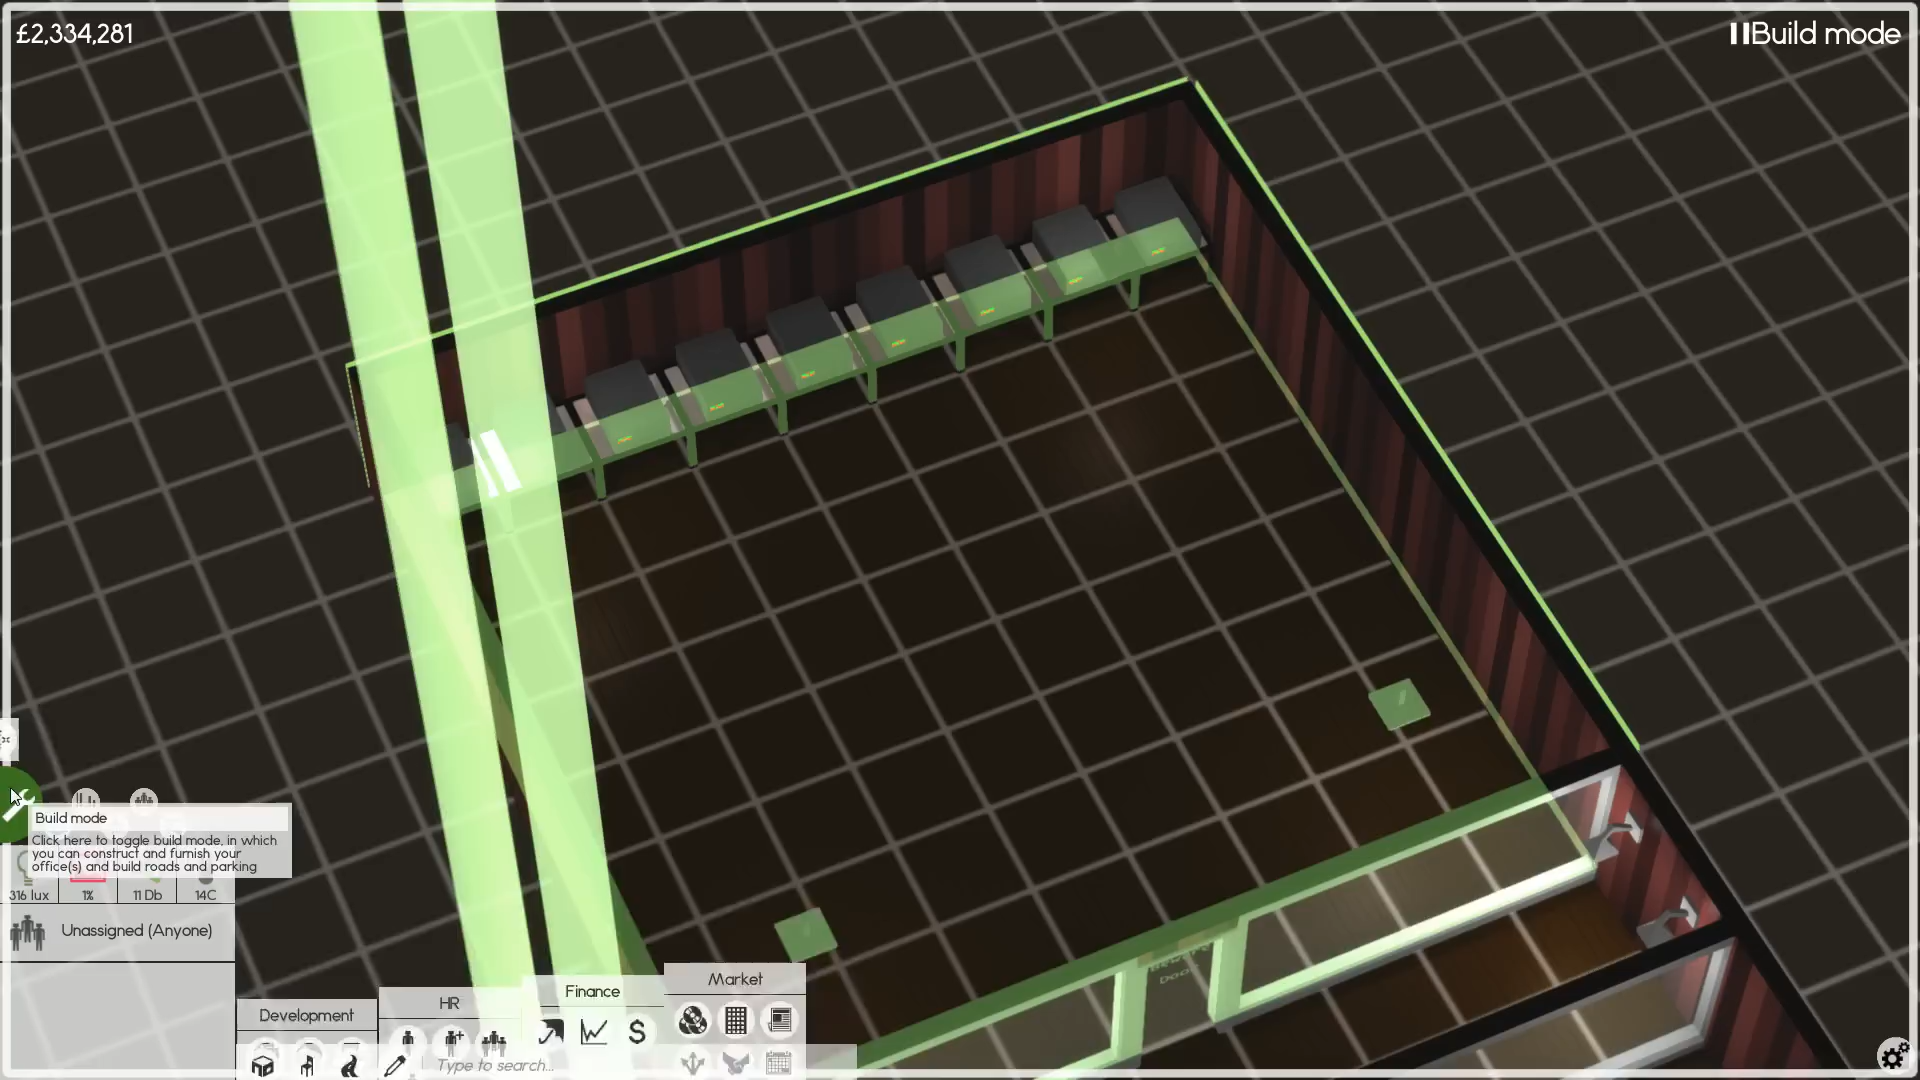 £2,334,281
Build mode
Build mode
Click here to toggle build mode, in which
you can construct and furnish your
office(s) and build roads and parking
316 lux
1%
11 Db
14C
Unassigned (Anyone)
Development
HR
Finance
Market
Type to search...